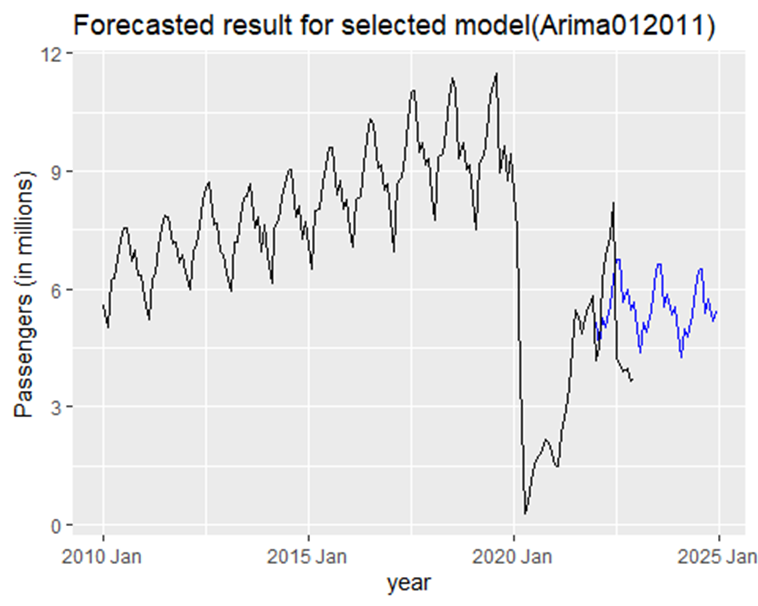 Forecasted result for selected model(Arima012011)
12
9
6
3
0
Passengers (in millions)
2010 Jan
2015 Jan
2020 Jan
2025 Jan
year